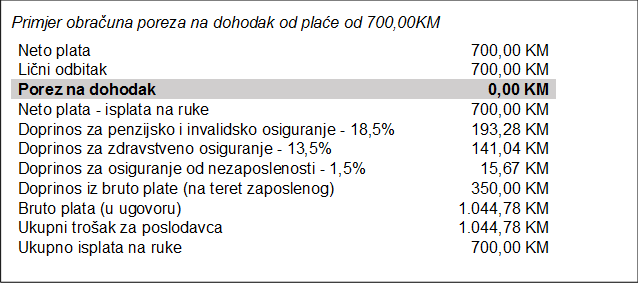 Primjer obračuna poreza na dohodak od plaće od 700,00KM
Neto plata 700,00 KM
Lični odbitak 700,00 KM
Porez na dohodak 0,00 KM
Neto plata - isplata na ruke 700,00 KM
Doprinos za penzijsko i invalidsko osiguranje - 18,5% 193,28 KM
Doprinos za zdravstveno osiguranje - 13,5% 141,04 KM
Doprinos za osiguranje od nezaposlenosti - 1,5% 15,67 KM
Doprinos iz bruto plate (na teret zaposlenog) 350,00 KM
Bruto plata (u ugovoru) 1.044,78 KM
Ukupni trošak za poslodavca 1.044,78 KM
Ukupno isplata na ruke 700,00 KM